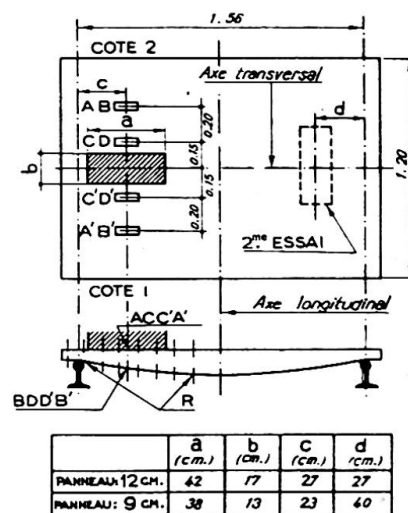 1.56
COTE 2
Axe transversal
c
d
AB
a
0.20
CD
0.15
b
1.20
C'D'
0.15
0.20
A'B'
2.me ESSAI
COTE 1
Axe longitudinal
ACC'A'
BDD'B'
R
a b c d
(cm.) (cm.) (cm.) (cm.)
PANNEAU: 12 CM. 42 17 27 27
PANNEAU: 9 CM. 38 13 23 40